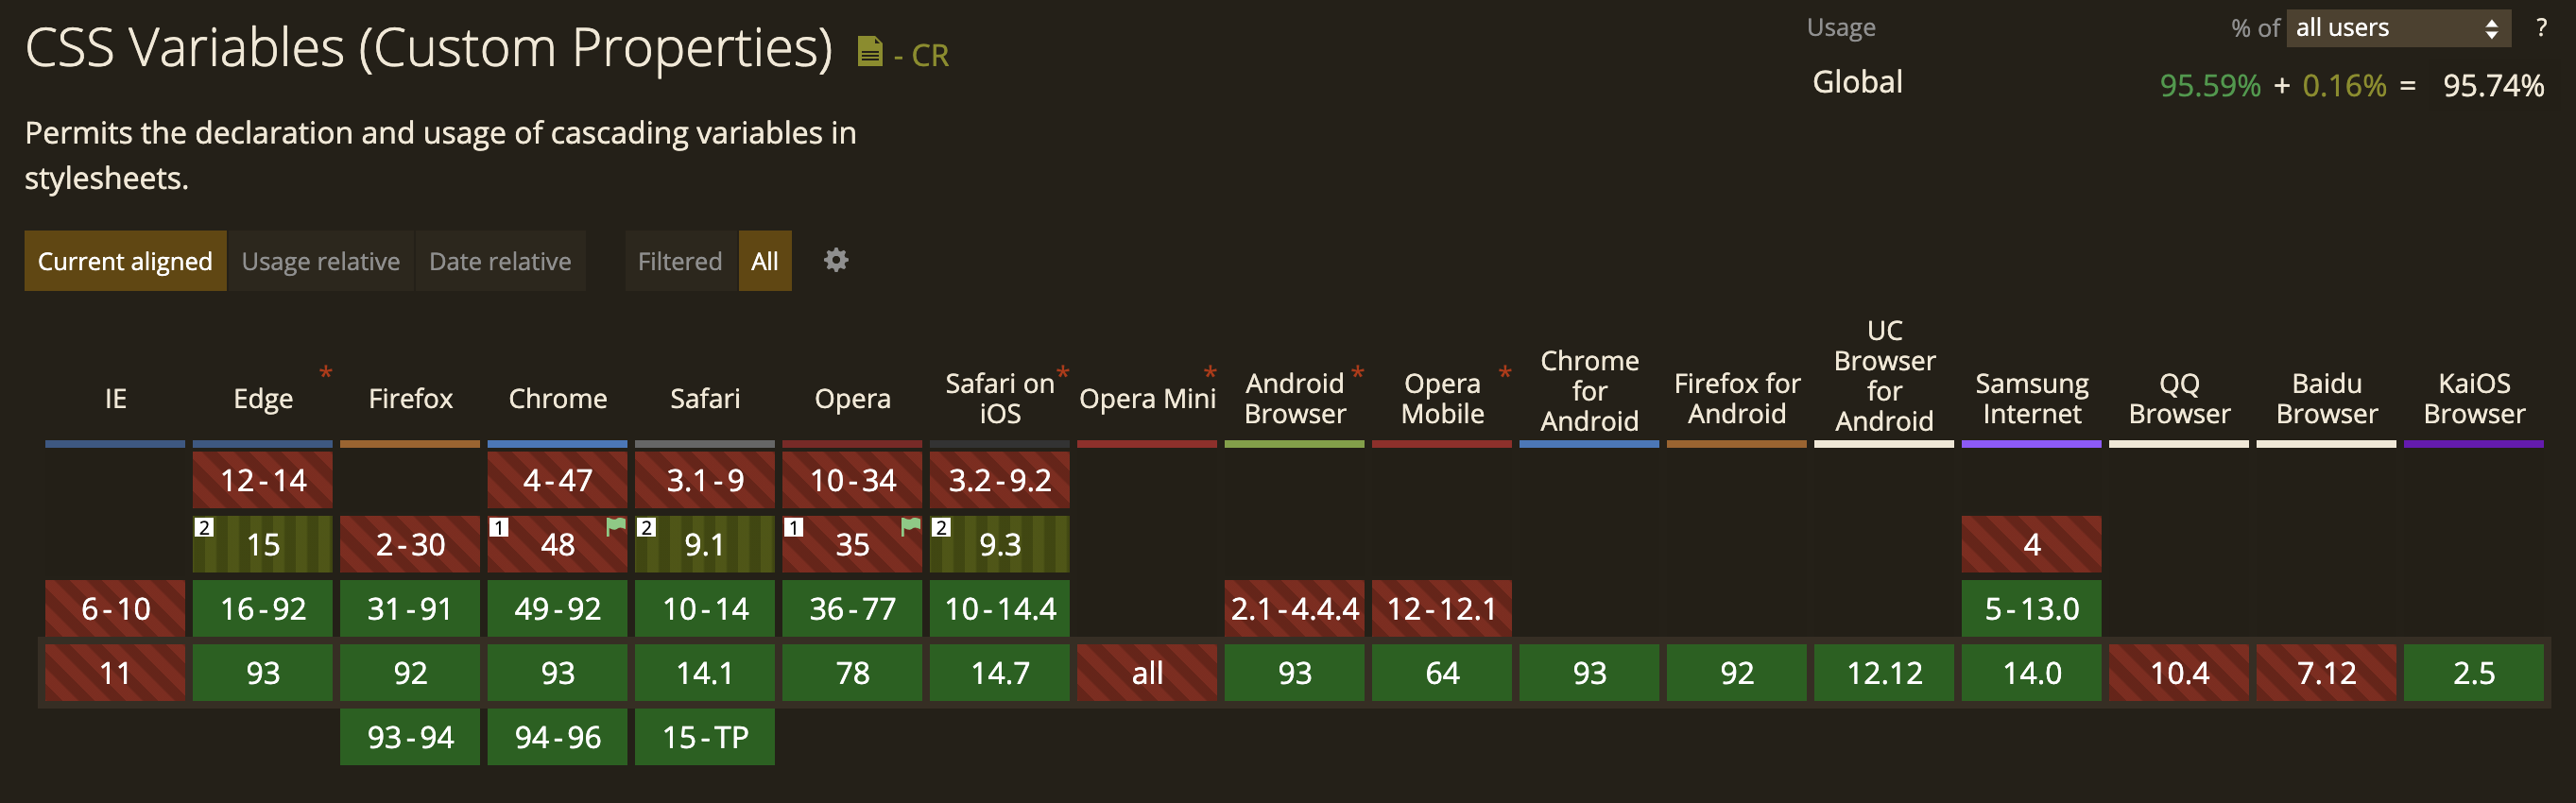 CSS Variables (Custom Properties) - CR
Usage % of all users ?
Global 95.59% + 0.16% = 95.74%
Permits the declaration and usage of cascading variables in
stylesheets.
Current aligned Usage relative Date relative Filtered All
IE
Edge *
Firefox
Chrome
Safari
Opera
Safari on *
iOS
Opera Mini *
Android *
Browser
Opera *
Mobile
Chrome
for
Android
Firefox for
Android
UC
Browser
for
Android
Samsung
Internet
QQ
Browser
Baidu
Browser
KaiOS
Browser
12-14 4-47 3.1-9 10-34 3.2-9.2
2 15 2-30 1 48 2 9.1 1 35 2 9.3 4
6-10 16-92 31-91 49-92 10-14 36-77 10-14.4 2.1-4.4.4 12-12.1 5-13.0
11 93 92 93 14.1 78 14.7 all 93 64 93 92 12.12 14.0 10.4 7.12 2.5
93-94 94-96 15-TP